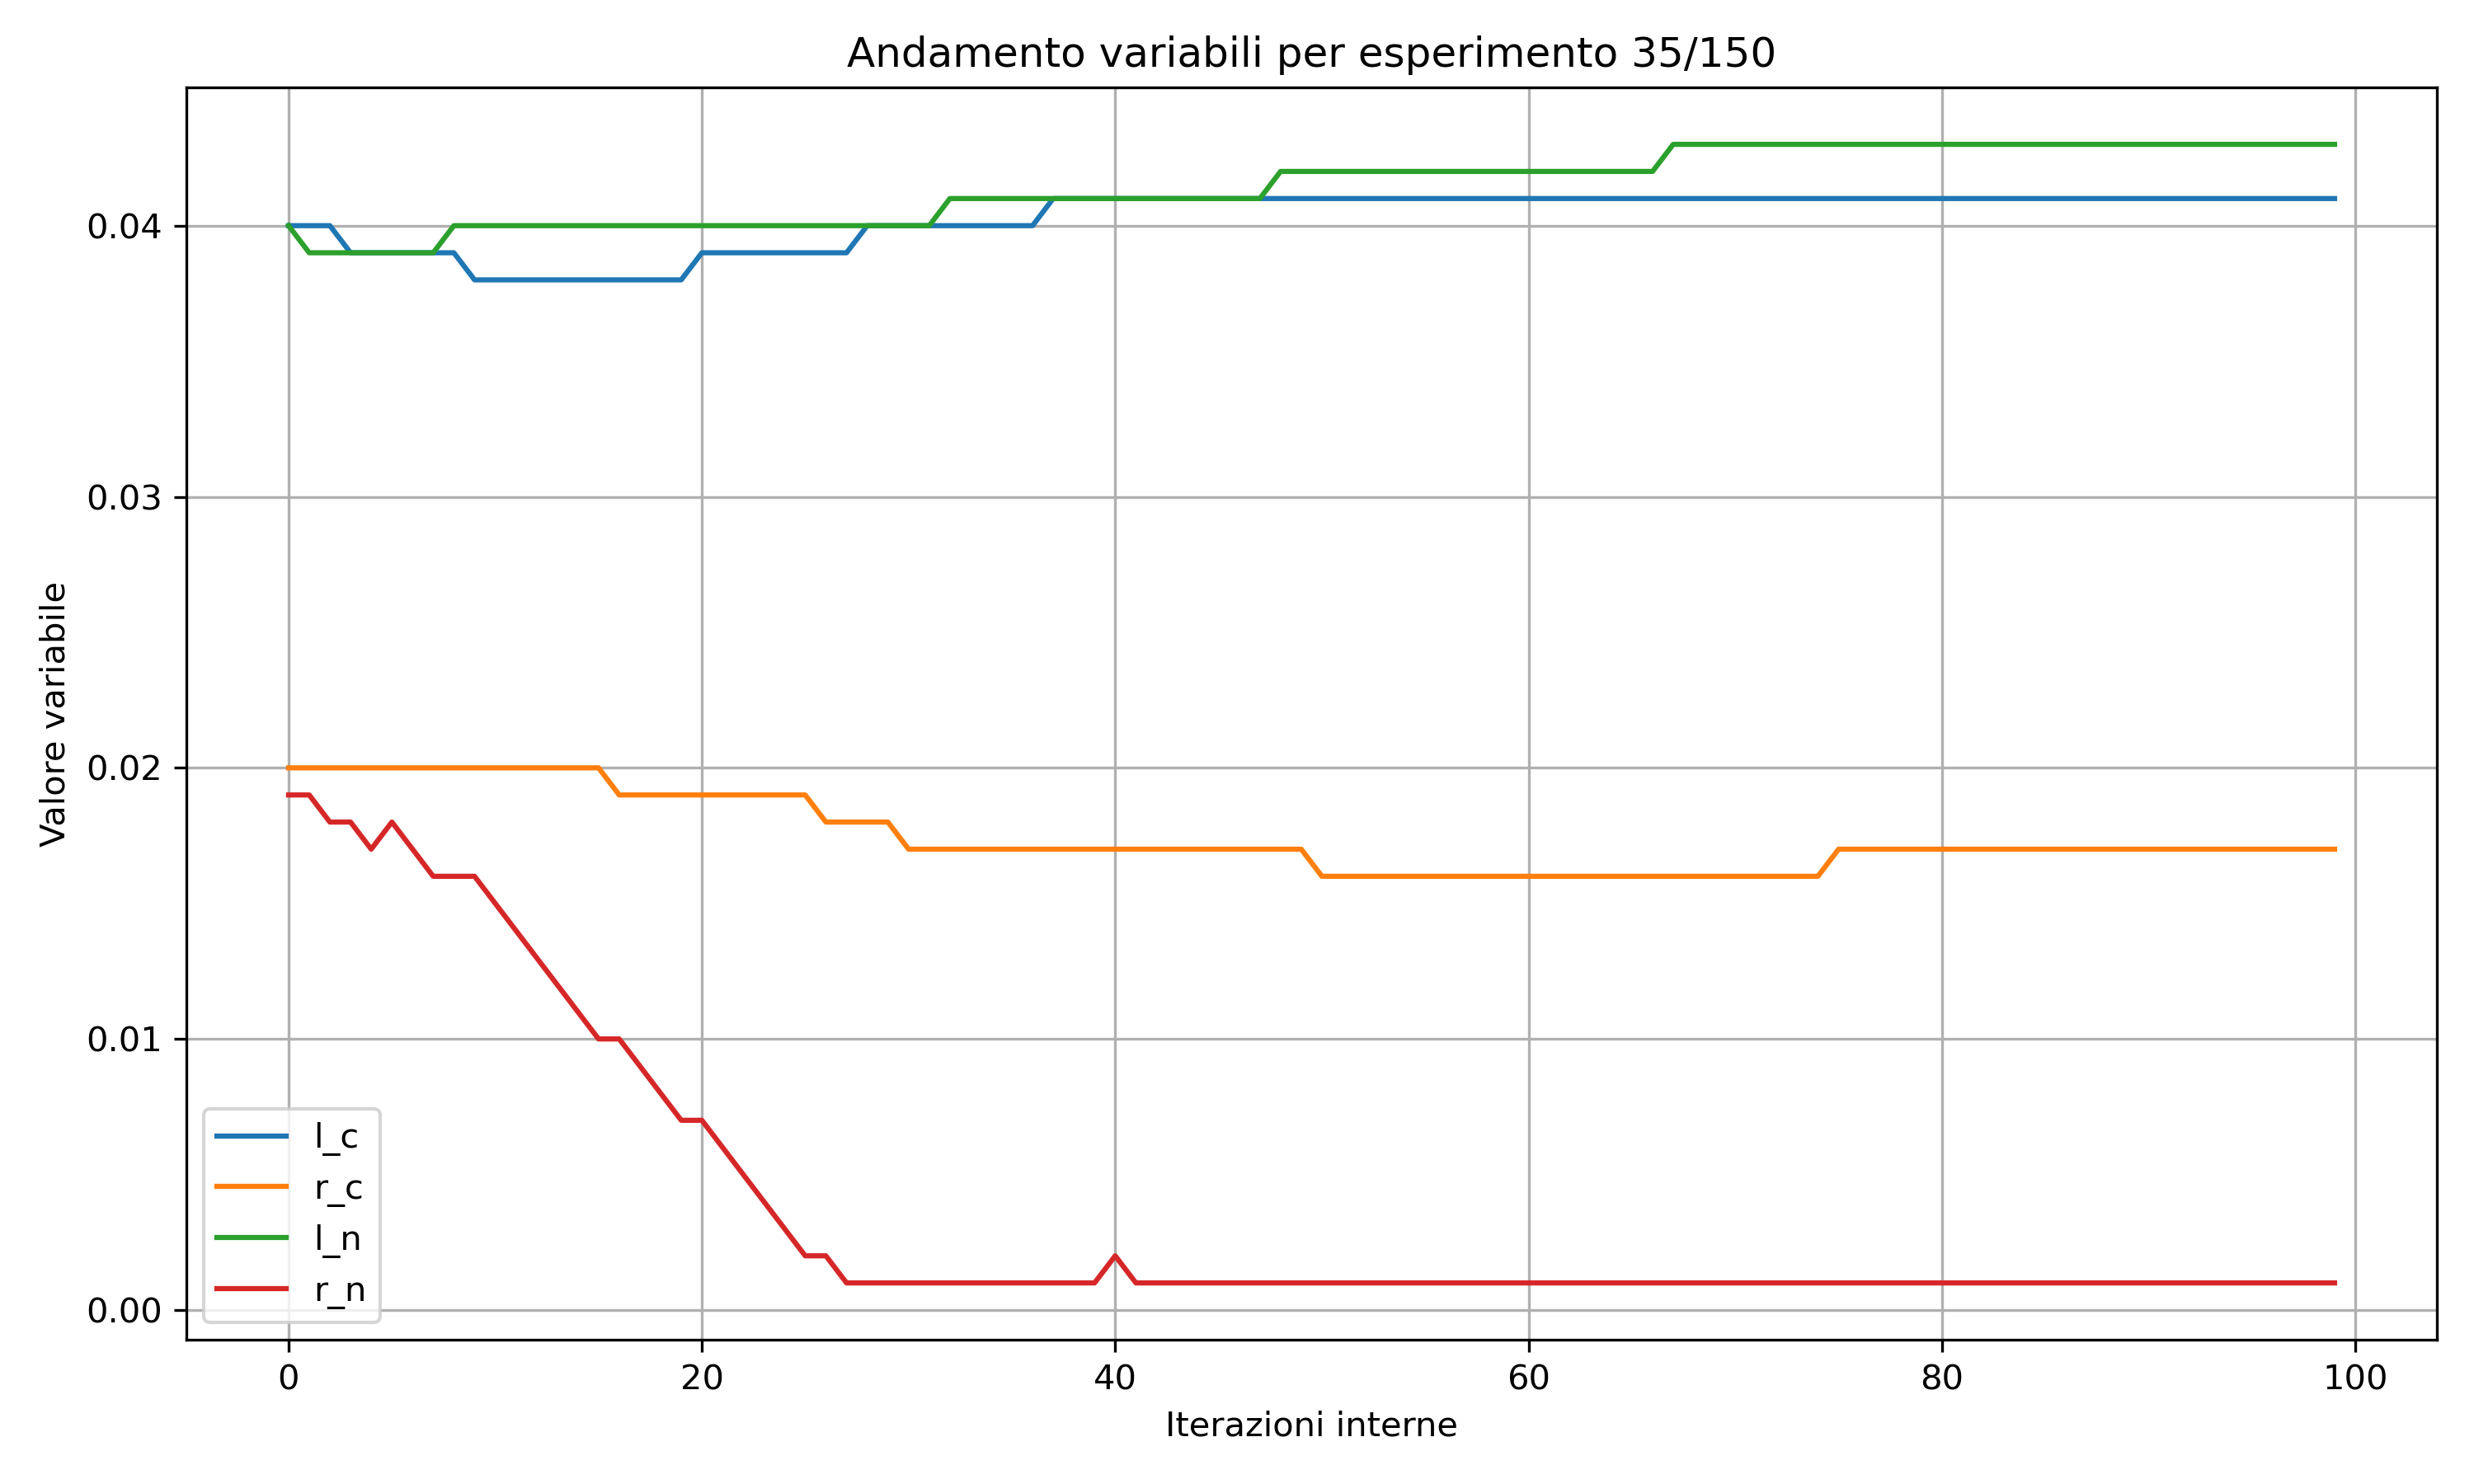 Andamento variabili per esperimento 35/150
Valore variabile
0.04
0.03
0.02
0.01
0.00
l_c
r_c
l_n
r_n
0 20 40 60 80 100
Iterazioni interne